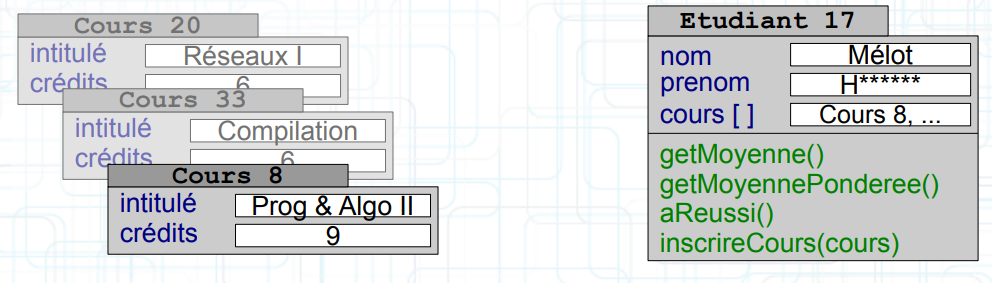 Cours 20
intitulé Réseaux I
crédits 6
Cours 33
intitulé Compilation
crédits 6
Cours 8
intitulé Prog & Algo II
crédits 9
Etudiant 17
nom Mélot
prenom H******
cours [ ] Cours 8, ...
getMoyenne()
getMoyennePonderee()
aReussi()
inscrireCours(cours)